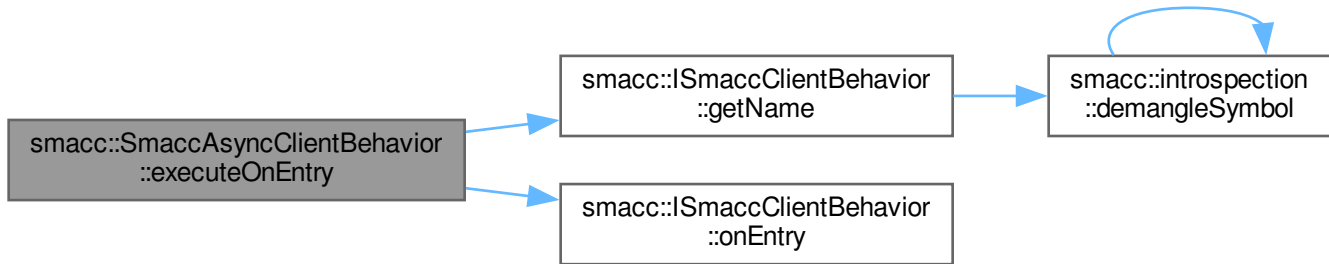 smacc::SmaccAsyncClientBehavior
::executeOnEntry
smacc::ISmaccClientBehavior
::getName
smacc::introspection
::demangleSymbol
smacc::ISmaccClientBehavior
::onEntry